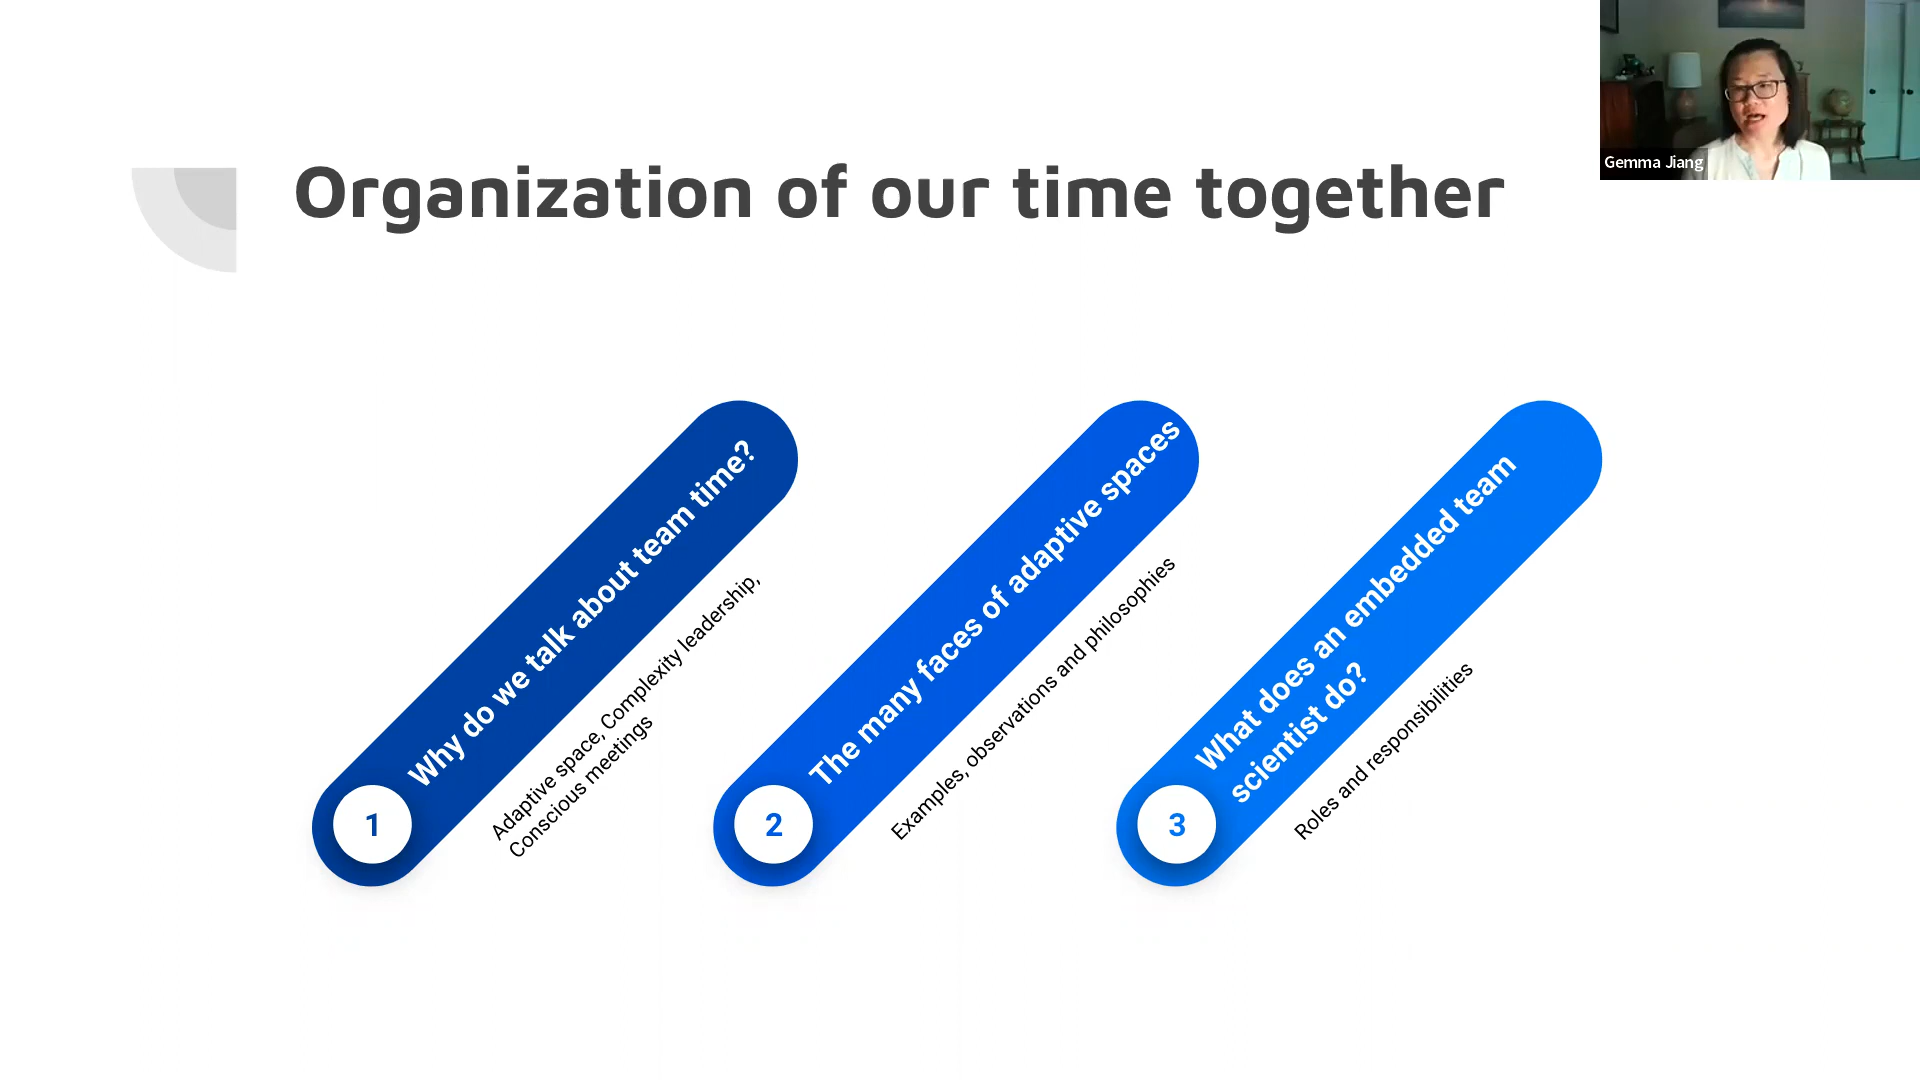 Organization of our time together
Gemma Jiang
1
Why do we talk about team time?
Adaptive space, Complexity leadership,
Conscious meetings
2
The many faces of adaptive spaces
Examples, observations and philosophies
3
What does an embedded team
scientist do?
Roles and responsibilities